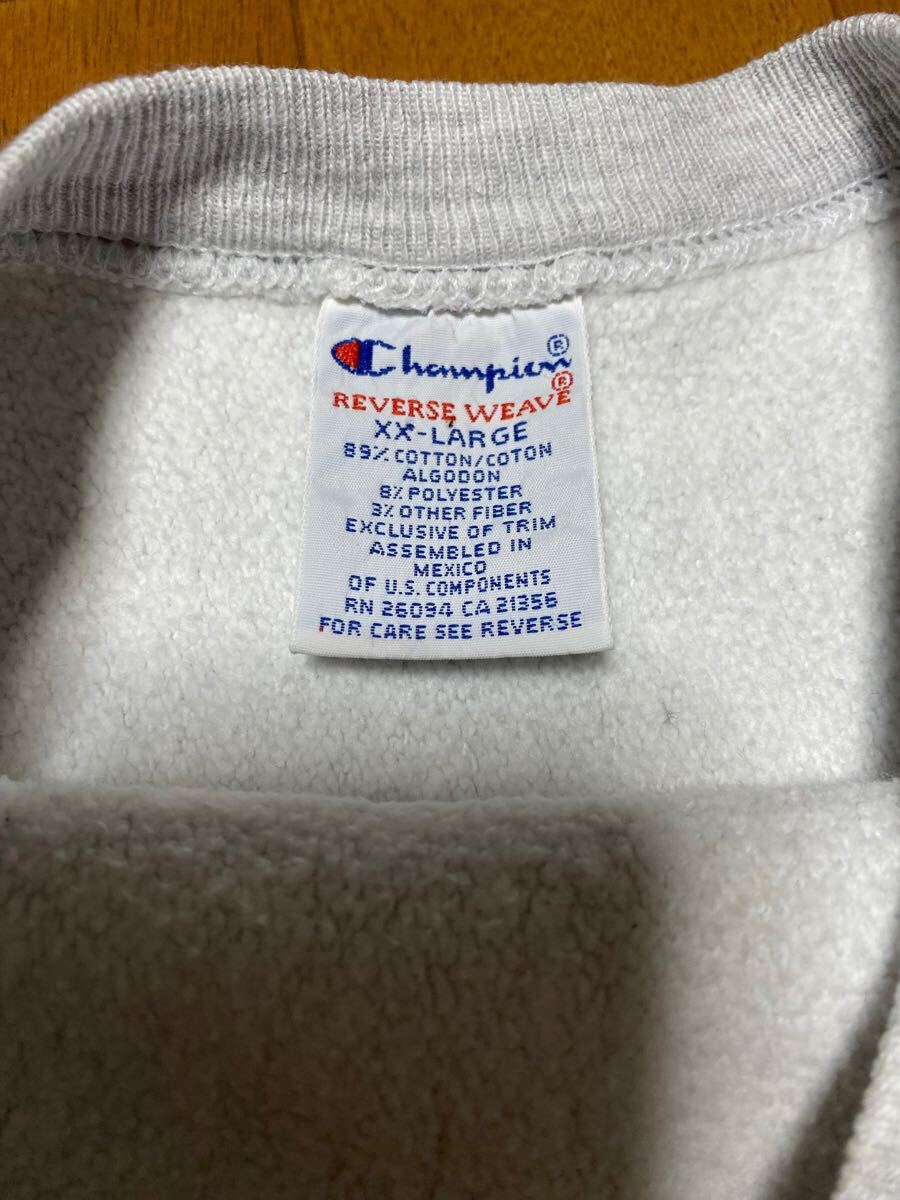 Champion®
REVERSE WEAVE®
XX-LARGE
89% COTTON/COTON
ALGODON
8% POLYESTER
3% OTHER FIBER
EXCLUSIVE OF TRIM
ASSEMBLED IN
MEXICO
OF U.S. COMPONENTS
RN 26094 CA 21356
FOR CARE SEE REVERSE